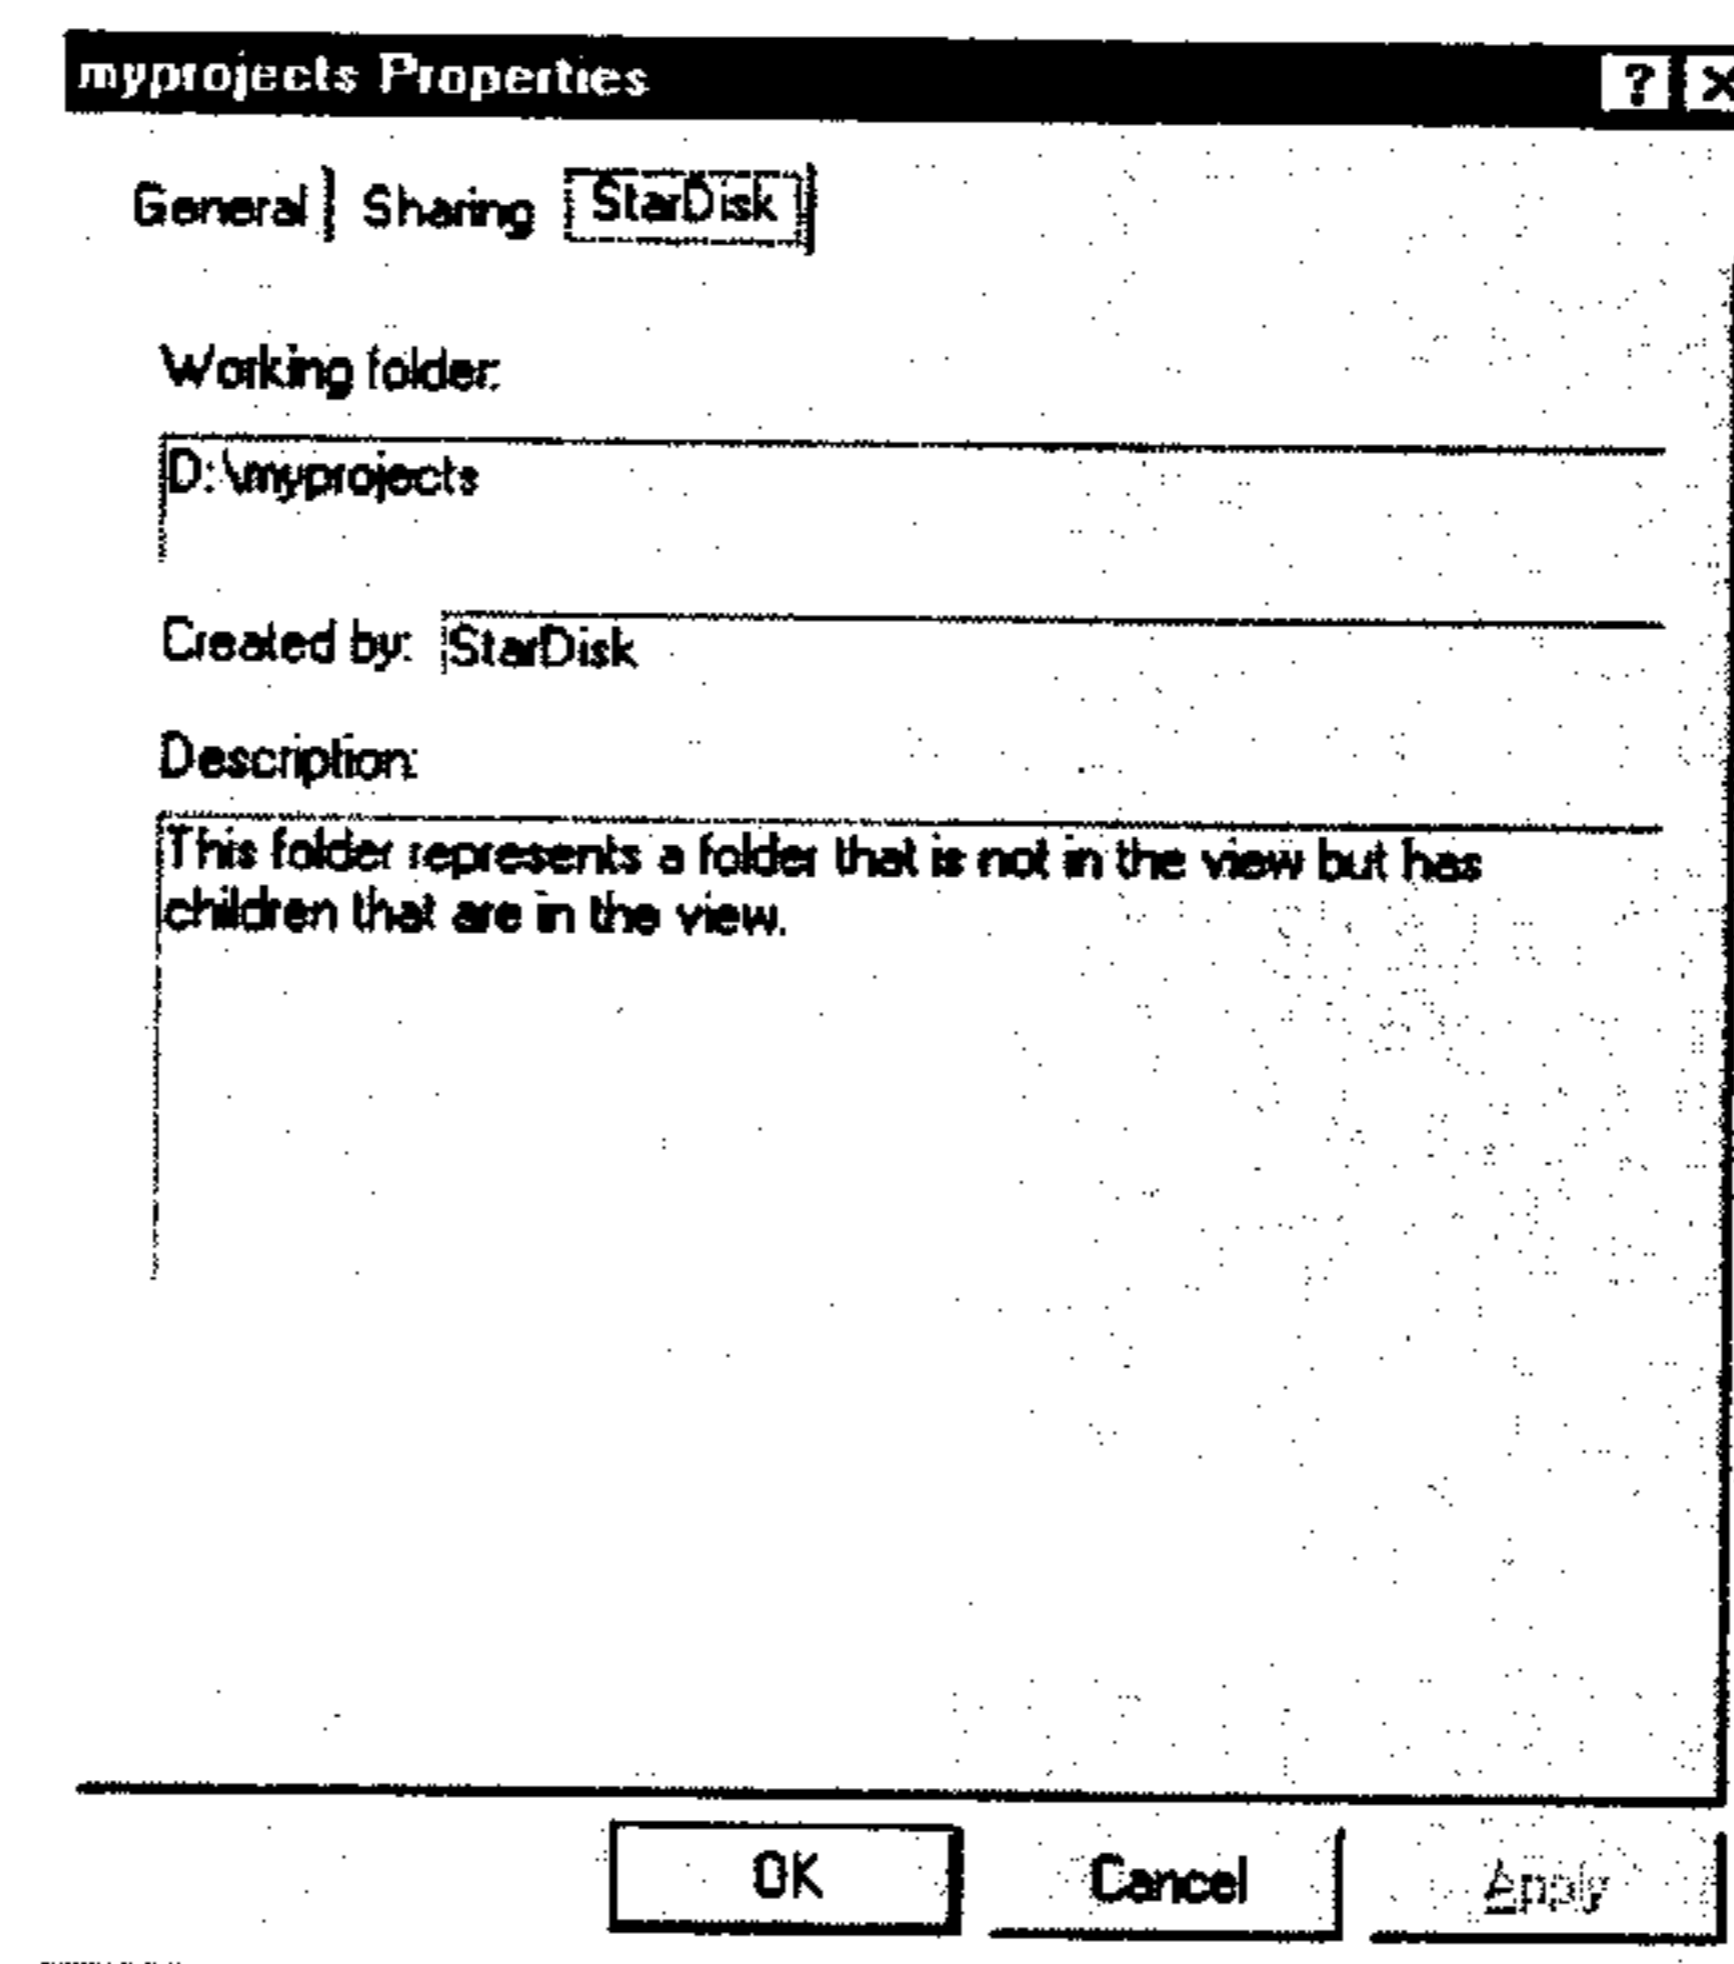 myprojects Properties ? ×
General Sharing StarDisk
Working folder:
D:\myprojects
Created by: StarDisk
Description:
This folder represents a folder that is not in the view but has
children that are in the view.
OK Cancel Apply